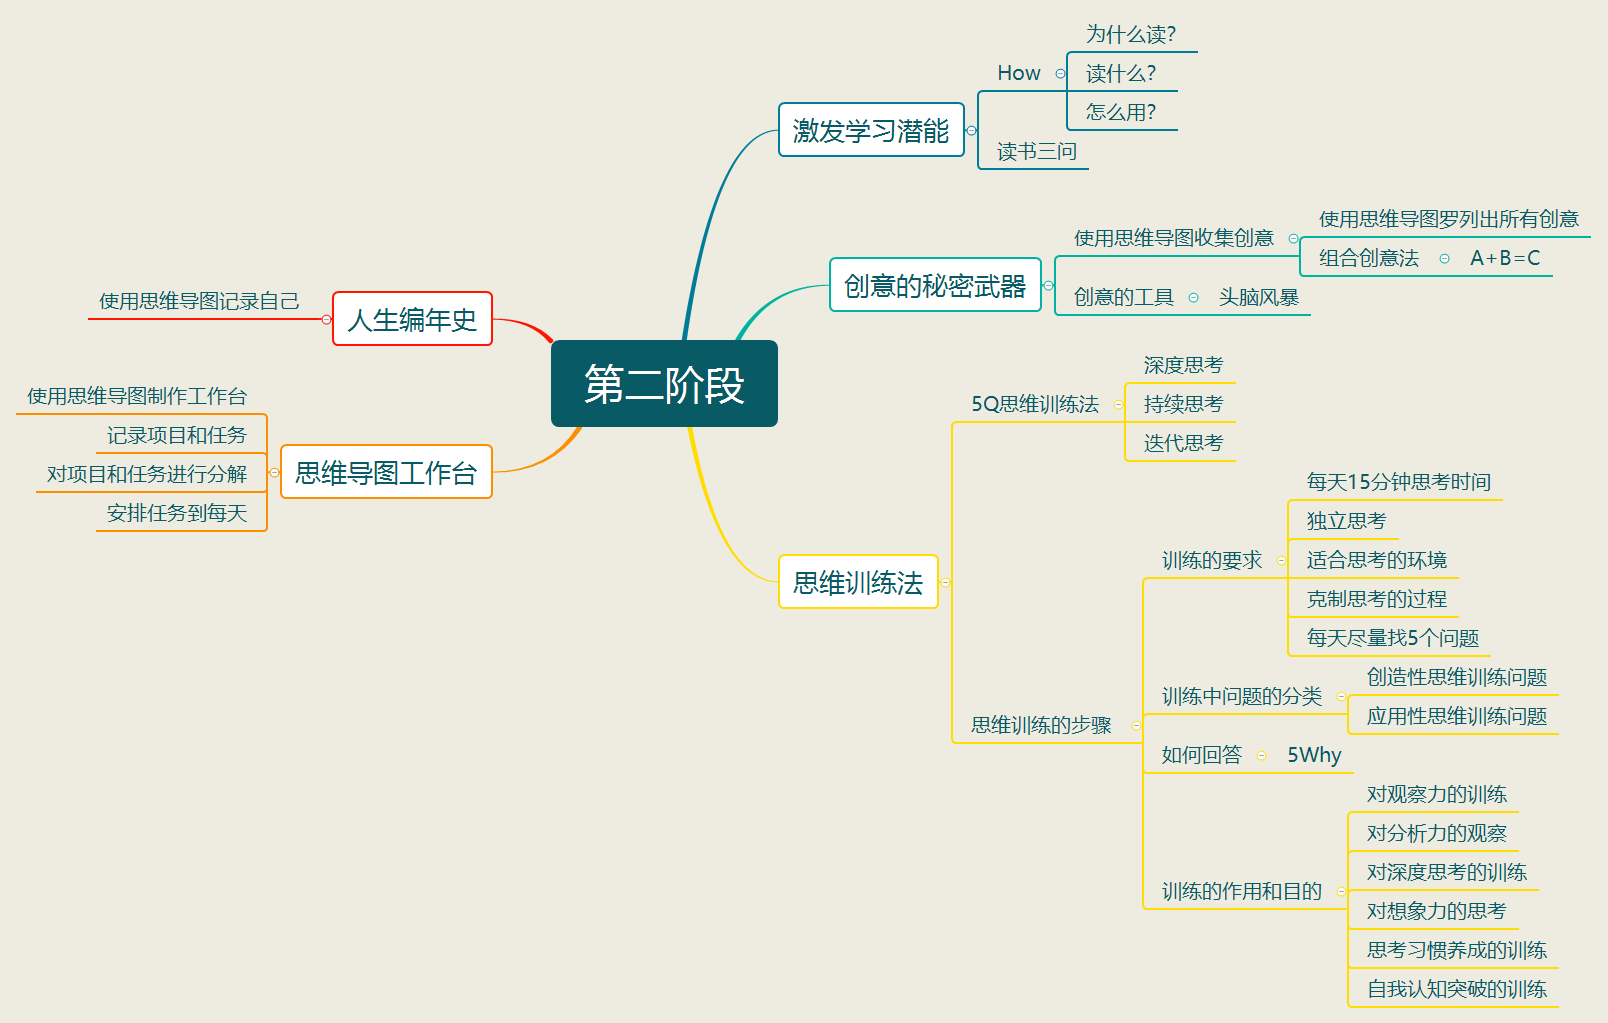 第二阶段
激发学习潜能
How
为什么读?
读什么?
怎么用?
读书三问
创意的秘密武器
使用思维导图收集创意
使用思维导图罗列出所有创意
组合创意法
A+B=C
创意的工具
头脑风暴
思维训练法
5Q思维训练法
深度思考
持续思考
迭代思考
思维训练的步骤
训练的要求
每天15分钟思考时间
独立思考
适合思考的环境
克制思考的过程
每天尽量找5个问题
训练中问题的分类
创造性思维训练问题
应用性思维训练问题
如何回答
5Why
训练的作用和目的
对观察力的训练
对分析力的观察
对深度思考的训练
对想象力的思考
思考习惯养成的训练
自我认知突破的训练
人生编年史
使用思维导图记录自己
思维导图工作台
使用思维导图制作工作台
记录项目和任务
对项目和任务进行分解
安排任务到每天